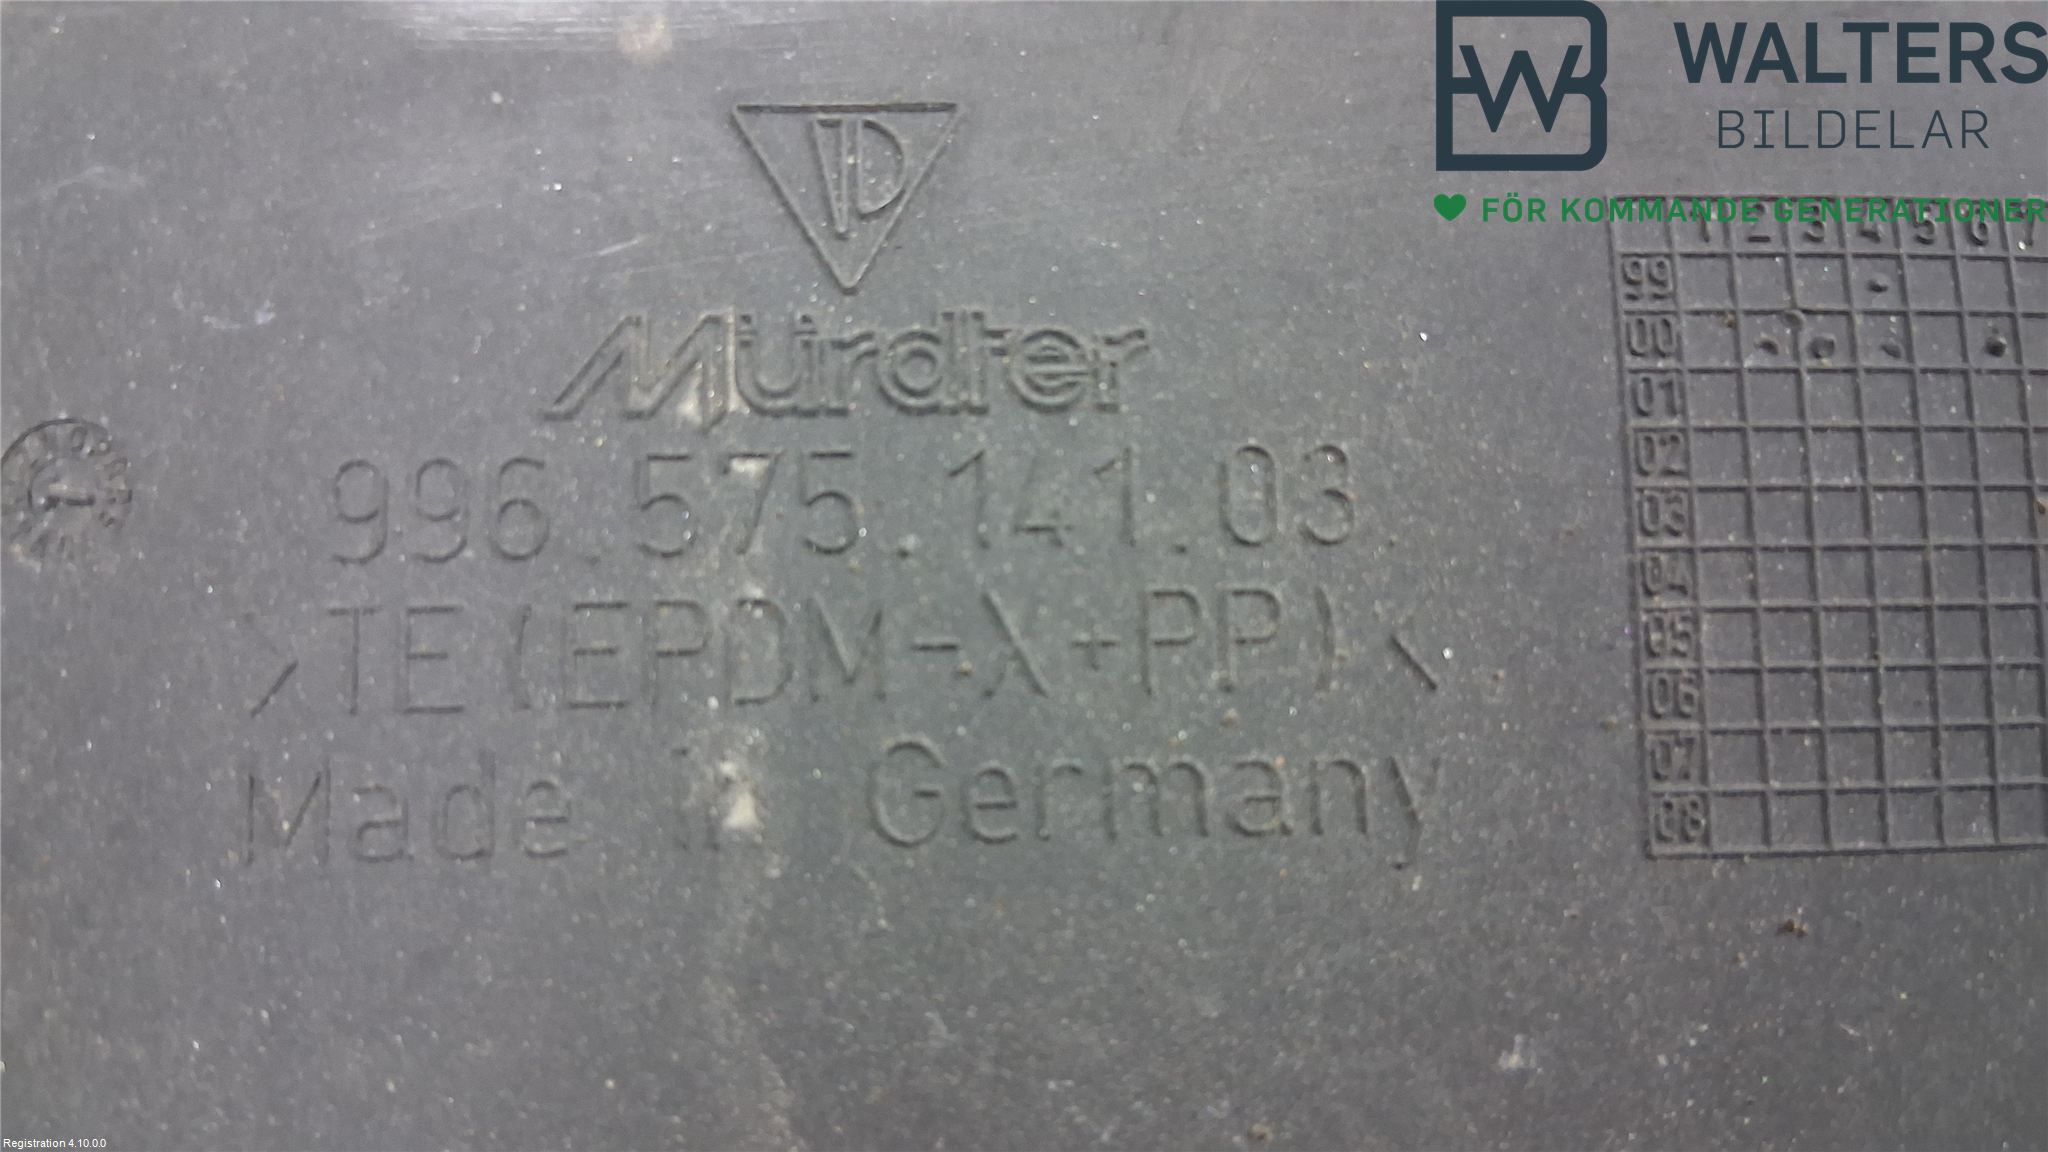 WALTERS
BILDELAR
FÖR KOMMANDE GENERATIONER
Mürdter
996.575.141.03.
>TE(EPDM-X+PP)<
Made in Germany
1 2 3 4 5 6 7
99
00
01
02
03
04
05
06
07
08
Registration 4.10.0.0